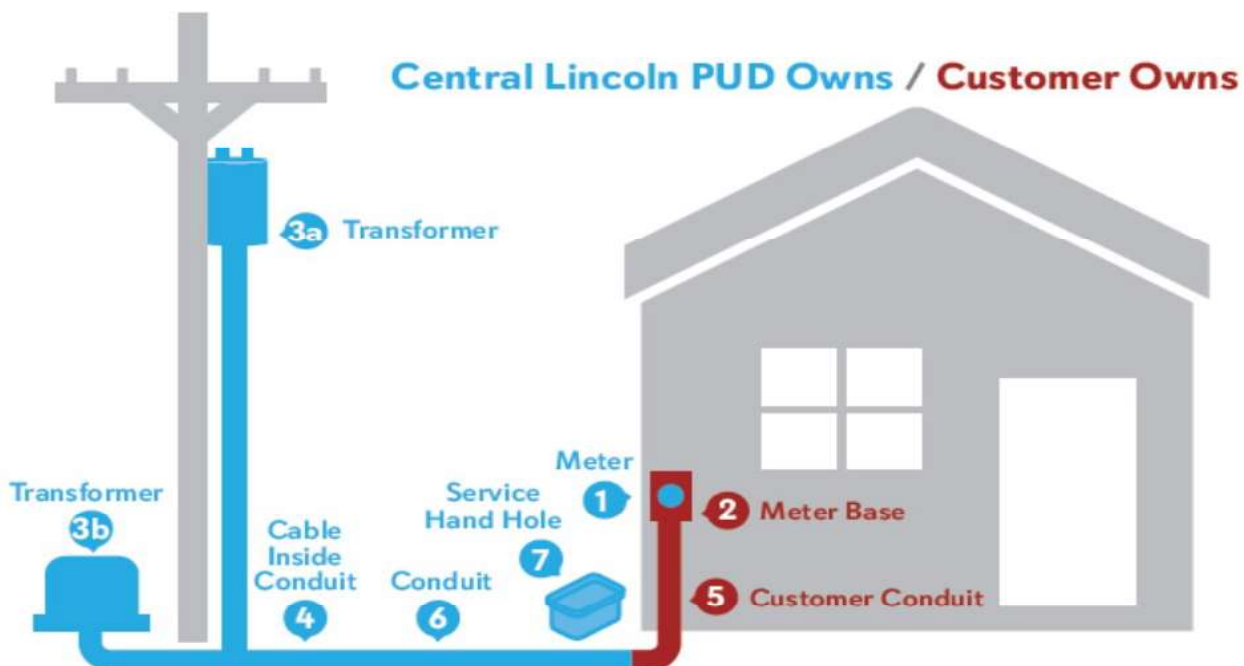 Central Lincoln PUD Owns / Customer Owns
3a Transformer
Transformer
3b
Cable
Inside
Conduit
4
Conduit
6
Service
Hand Hole
7
Meter
1
2 Meter Base
5 Customer Conduit